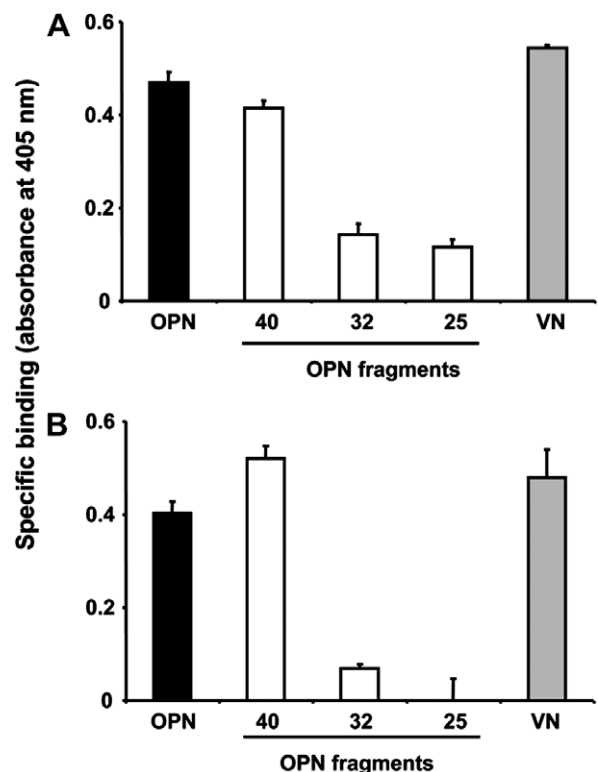 A
Specific binding (absorbance at 405 nm)
0.6
0.4
0.2
0
OPN 40 32 25 VN
OPN fragments
B
0.6
0.4
0.2
0
OPN 40 32 25 VN
OPN fragments